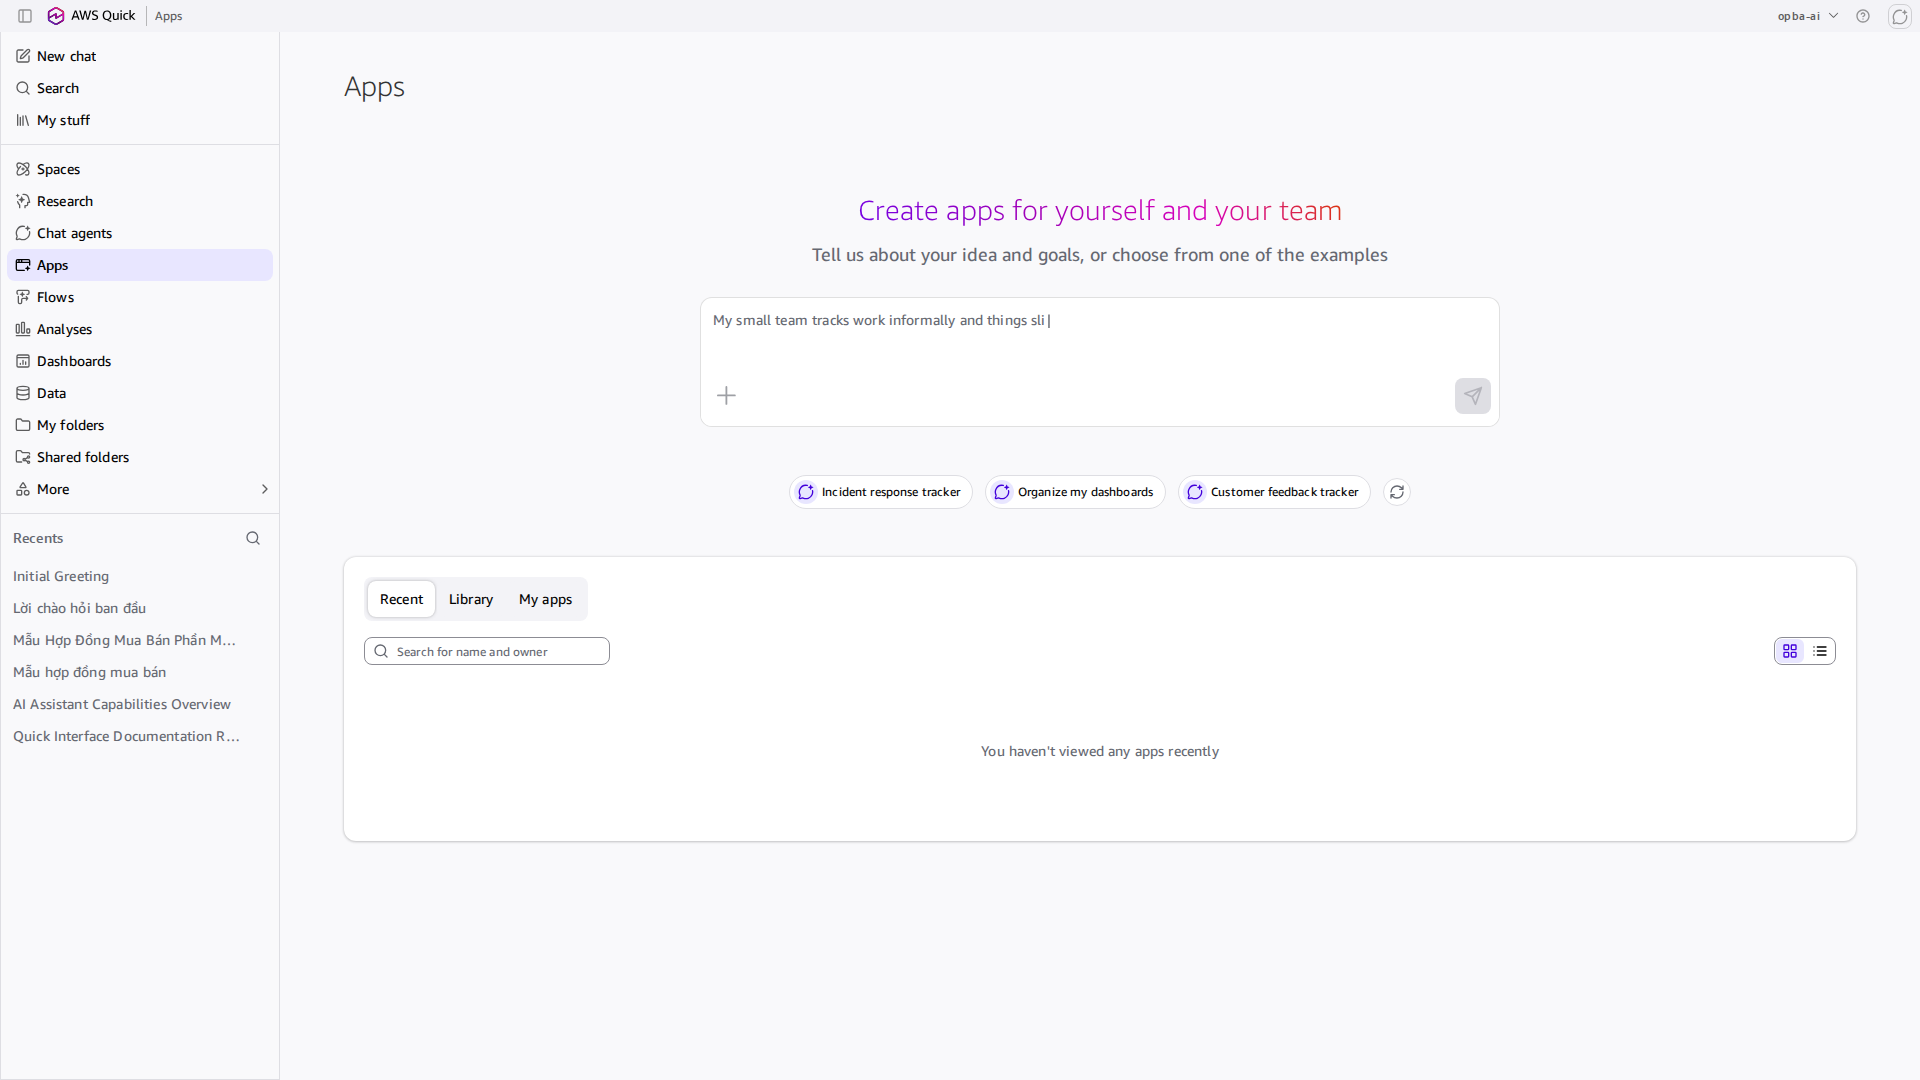 AWS Quick
Apps
opba-ai
New chat
Search
My stuff
Spaces
Research
Chat agents
Apps
Flows
Analyses
Dashboards
Data
My folders
Shared folders
More
Recents
Initial Greeting
Lời chào hỏi ban đầu
Mẫu Hợp Đồng Mua Bán Phần M...
Mẫu hợp đồng mua bán
AI Assistant Capabilities Overview
Quick Interface Documentation R...
Apps
Create apps for yourself and your team
Tell us about your idea and goals, or choose from one of the examples
My small team tracks work informally and things sli|
Incident response tracker
Organize my dashboards
Customer feedback tracker
Recent
Library
My apps
Search for name and owner
You haven't viewed any apps recently